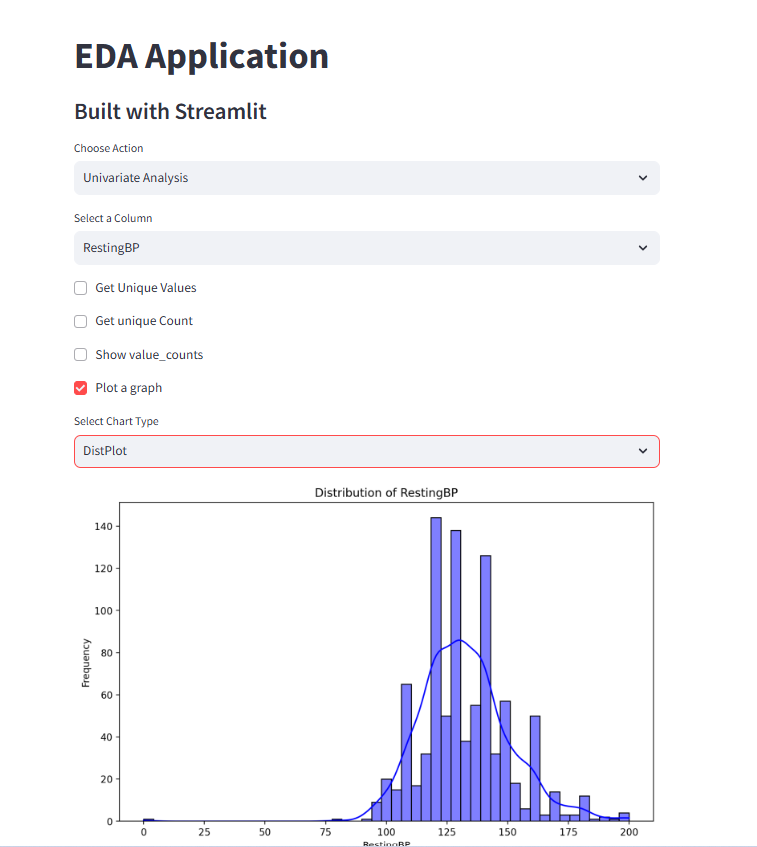 EDA Application
Built with Streamlit
Choose Action
Univariate Analysis
Select a Column
RestingBP
Get Unique Values
Get unique Count
Show value_counts
Plot a graph
Select Chart Type
DistPlot
Distribution of RestingBP
140
120
100
80
60
40
20
0
Frequency
0 25 50 75 100 125 150 175 200
RestingBP